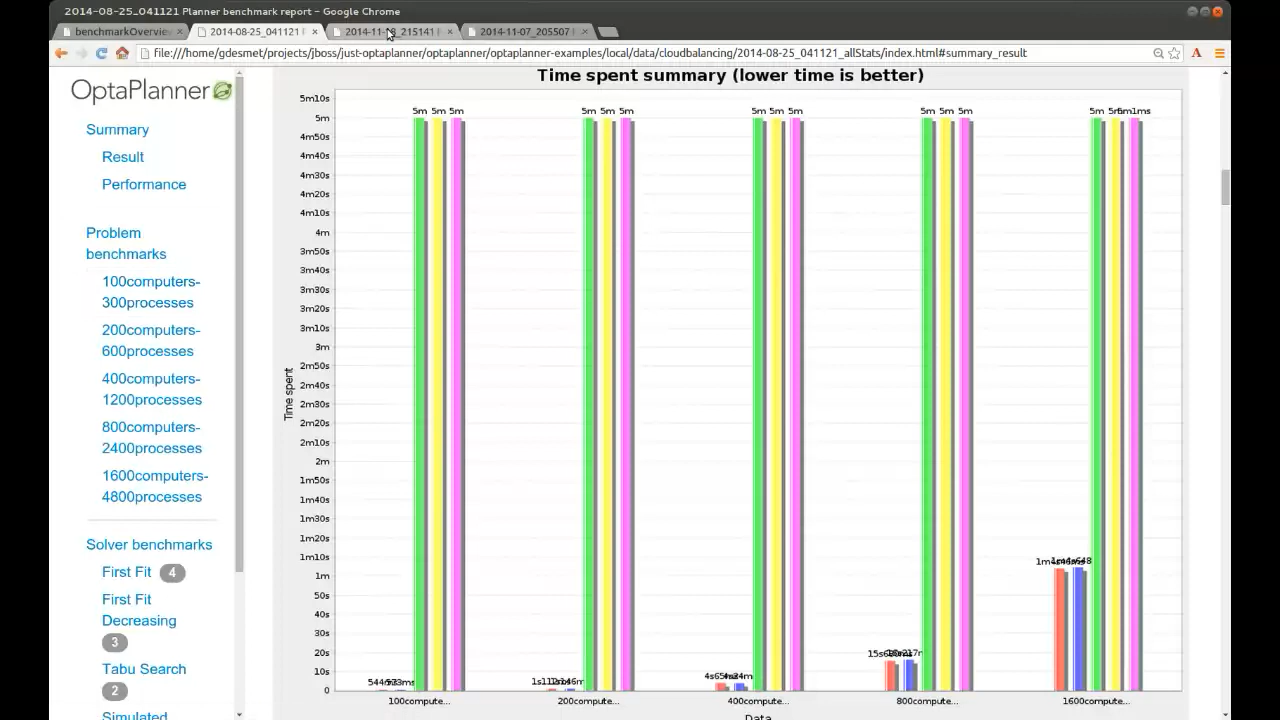 2014-08-25_041121 Planner benchmark report - Google Chrome
benchmarkOvervie
2014-08-25_041121
215141
2014-11-07_205507
file:///home/gdesmet/projects/jboss/just-optaplanner/optaplanner/optaplanner-examples/local/data/cloudbalancing/2014-08-25_041121_allStats/index.html#summary_result
OptaPlanner
Summary
Result
Performance
Problem
benchmarks
100computers-
300processes
200computers-
600processes
400computers-
1200processes
800computers-
2400processes
1600computers-
4800processes
Solver benchmarks
First Fit 4
First Fit
Decreasing
3
Tabu Search
2
Simulated
Time spent summary (lower time is better)
5m10s
5m
4m50s
4m40s
4m30s
4m20s
4m10s
4m
3m50s
3m40s
3m30s
3m20s
3m10s
3m
2m50s
2m40s
2m30s
2m20s
2m10s
2m
1m50s
1m40s
1m30s
1m20s
1m10s
1m
50s
40s
30s
20s
10s
0
Time spent
5m 5m 5m
5m 5m 5m
5m 5m 5m
5m 5m 5m
5m
100compute...
200compute...
400compute...
800compute...
1600compute...
Data